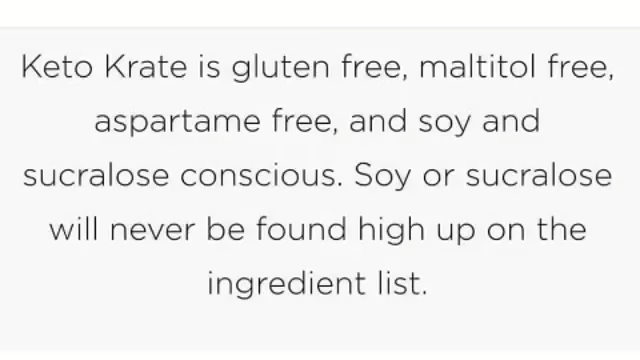 Keto Krate is gluten free, maltitol free,
aspartame free, and soy and
sucralose conscious. Soy or sucralose
will never be found high up on the
ingredient list.